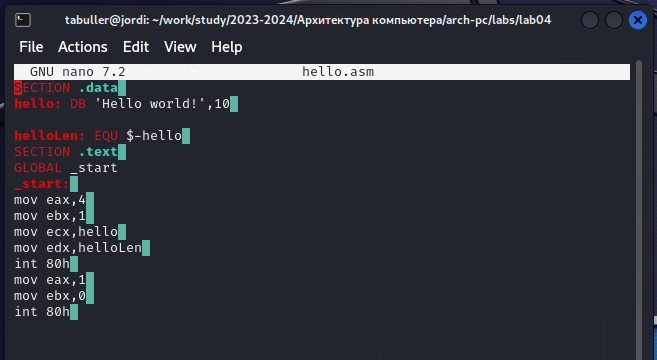 tabuller@jordi: ~/work/study/2023-2024/Архитектура компьютера/arch-pc/labs/lab04
File Actions Edit View Help
GNU nano 7.2 hello.asm
SECTION .data
hello: DB 'Hello world!',10
helloLen: EQU $-hello
SECTION .text
GLOBAL _start
_start:
mov eax,4
mov ebx,1
mov ecx,hello
mov edx,helloLen
int 80h
mov eax,1
mov ebx,0
int 80h